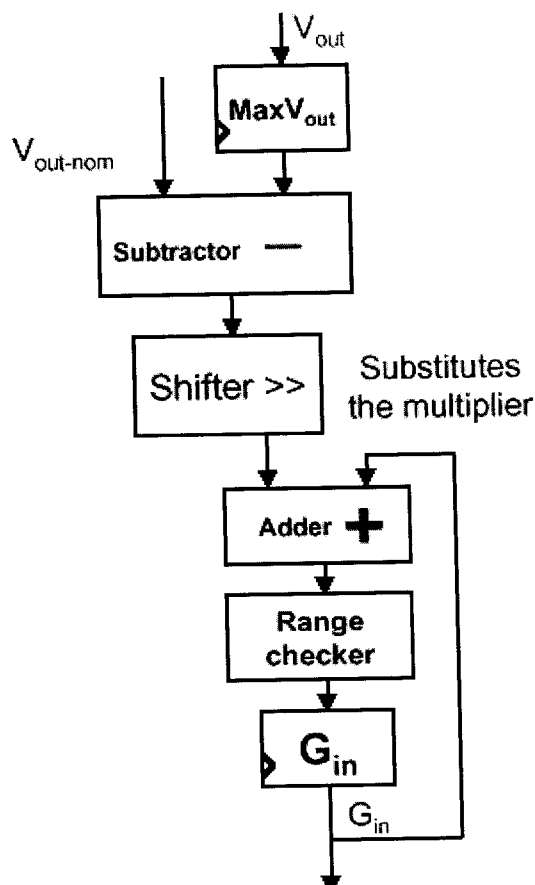 V_out
MaxV_out
V_out-nom
Subtractor −
Shifter >>
Substitutes
the multiplier
Adder +
Range
checker
G_in
G_in